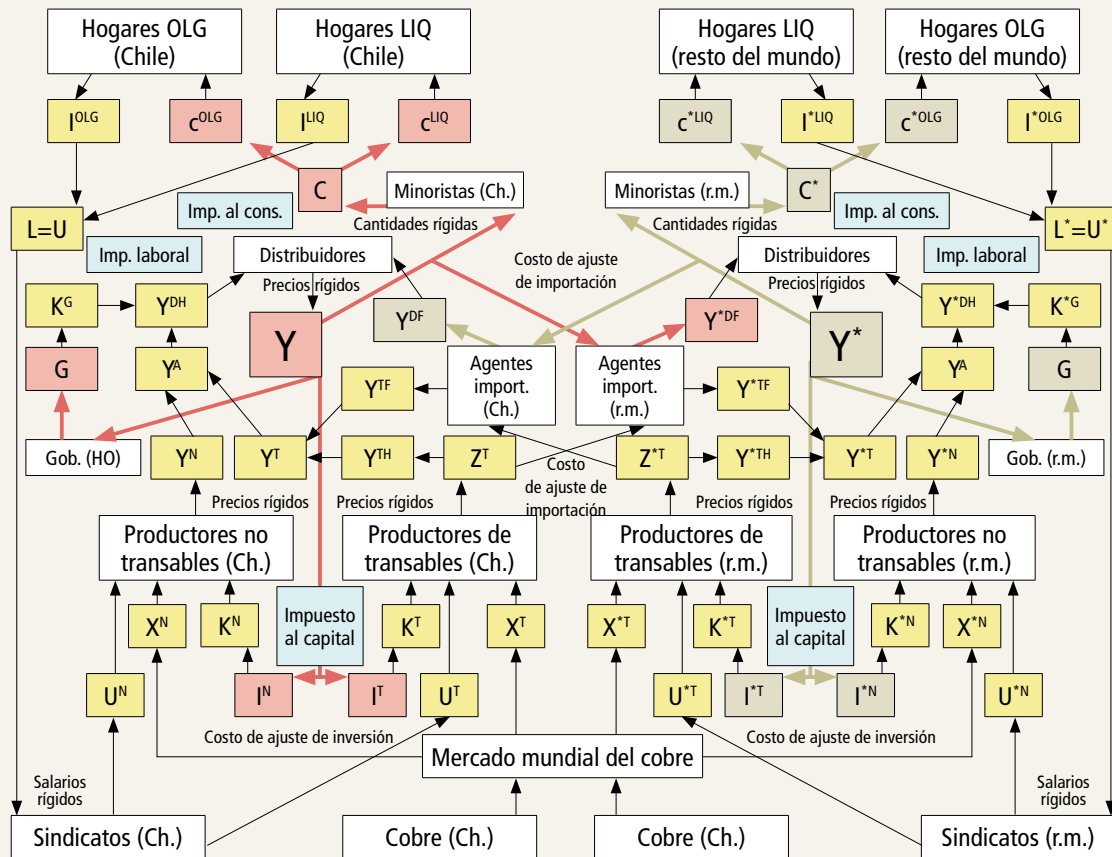 Hogares OLG
(Chile)
Hogares LIQ
(Chile)
Hogares LIQ
(resto del mundo)
Hogares OLG
(resto del mundo)
l^OLG
c^OLG
l^LIQ
c^LIQ
c^*LIQ
l^*LIQ
c^*OLG
l^*OLG
C
Minoristas (Ch.)
Minoristas (r.m.)
C^*
L=U
Imp. al cons.
Cantidades rígidas
Cantidades rígidas
Imp. al cons.
L^*=U^*
Imp. laboral
Distribuidores
Costo de ajuste
de importación
Distribuidores
Imp. laboral
Precios rígidos
Precios rígidos
K^G
Y^DH
Y
Y^DF
Y^*DF
Y^*
Y^*DH
K^*G
G
Y^A
Agentes
import.
(Ch.)
Agentes
import.
(r.m.)
Y^A
G
Y^TF
Y^*TF
Gob. (HO)
Y^N
Y^T
Y^TH
Z^T
Z^*T
Y^*TH
Y^*T
Y^*N
Gob. (r.m.)
Costo
de ajuste de
importación
Precios rígidos
Precios rígidos
Precios rígidos
Precios rígidos
Productores no
transables (Ch.)
Productores de
transables (Ch.)
Productores de
transables (r.m.)
Productores no
transables (r.m.)
X^N
K^N
Impuesto
al capital
K^T
X^T
X^*T
K^*T
Impuesto
al capital
K^*N
X^*N
U^N
I^N
I^T
U^T
U^*T
I^*T
I^*N
U^*N
Costo de ajuste de inversión
Costo de ajuste de inversión
Mercado mundial del cobre
Salarios
rígidos
Salarios
rígidos
Sindicatos (Ch.)
Cobre (Ch.)
Cobre (Ch.)
Sindicatos (r.m.)